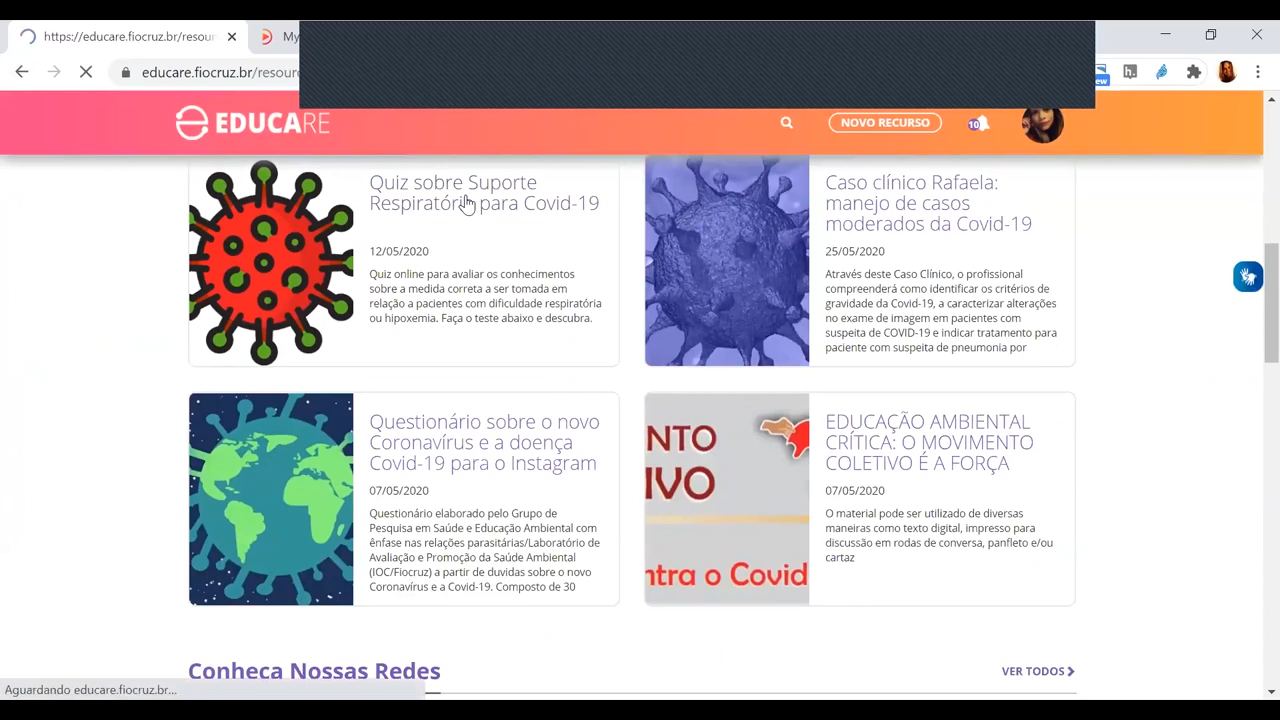 https://educare.fiocruz.br/resour
My
educare.fiocruz.br/resour
ew
EDUCARE
NOVO RECURSO
10
Quiz sobre Suporte
Respiratório para Covid-19
12/05/2020
Quiz online para avaliar os conhecimentos
sobre a medida correta a ser tomada em
relação a pacientes com dificuldade respiratória
ou hipoxemia. Faça o teste abaixo e descubra.
Caso clínico Rafaela:
manejo de casos
moderados da Covid-19
25/05/2020
Através deste Caso Clínico, o profissional
compreenderá como identificar os critérios de
gravidade da Covid-19, a caracterizar alterações
no exame de imagem em pacientes com
suspeita de COVID-19 e indicar tratamento para
paciente com suspeita de pneumonia por
Questionário sobre o novo
Coronavírus e a doença
Covid-19 para o Instagram
07/05/2020
Questionário elaborado pelo Grupo de
Pesquisa em Saúde e Educação Ambiental com
ênfase nas relações parasitárias/Laboratório de
Avaliação e Promoção da Saúde Ambiental
(IOC/Fiocruz) a partir de duvidas sobre o novo
Coronavírus e a Covid-19. Composto de 30
NTO
IVO
ntra o Covid
EDUCAÇÃO AMBIENTAL
CRÍTICA: O MOVIMENTO
COLETIVO É A FORÇA
07/05/2020
O material pode ser utilizado de diversas
maneiras como texto digital, impresso para
discussão em rodas de conversa, panfleto e/ou
cartaz
Conheça Nossas Redes
VER TODOS
Aguardando educare.fiocruz.br...